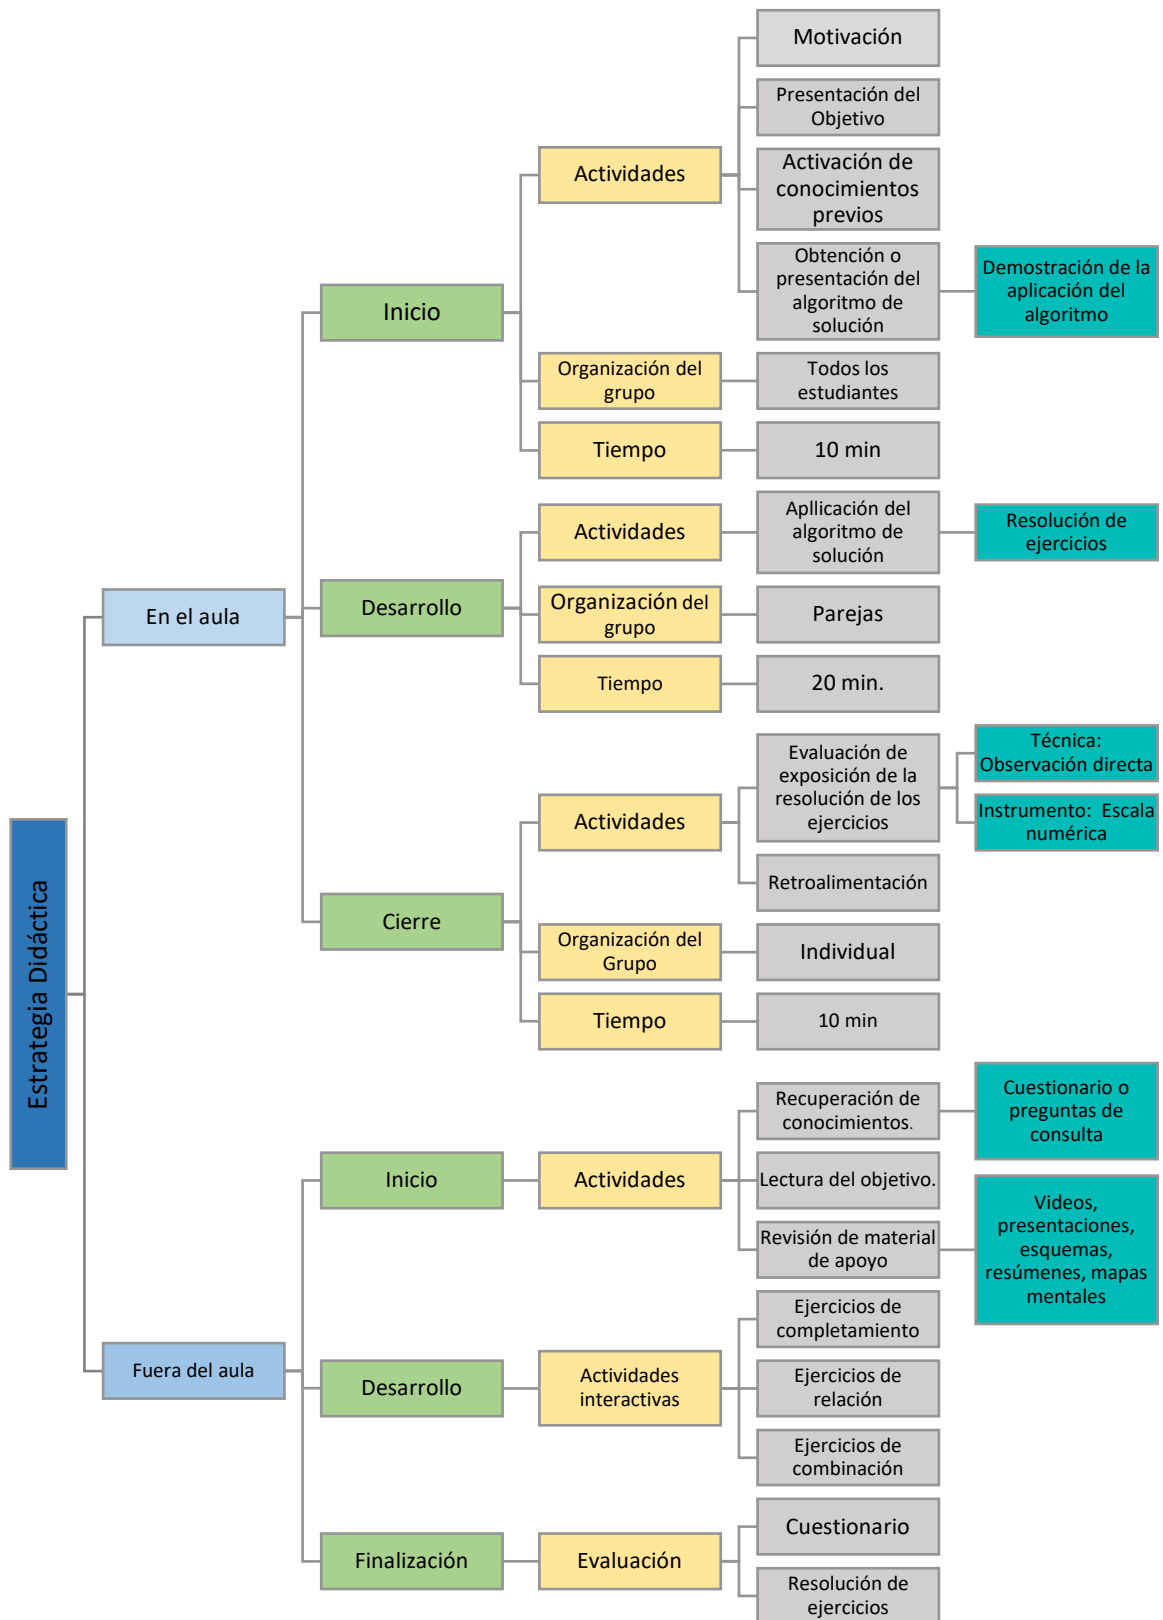 Estrategia Didáctica
En el aula
Inicio
Actividades
Motivación
Presentación del
Objetivo
Activación de
conocimientos
previos
Obtención o
presentación del
algoritmo de
solución
Demostración de la
aplicación del
algoritmo
Organización del
grupo
Todos los
estudiantes
Tiempo
10 min
Desarrollo
Actividades
Apllicación del
algoritmo de
solución
Resolución de
ejercicios
Organización del
grupo
Parejas
Tiempo
20 min.
Cierre
Actividades
Evaluación de
exposición de la
resolución de los
ejercicios
Técnica:
Observación directa
Instrumento: Escala
numérica
Retroalimentación
Organización del
Grupo
Individual
Tiempo
10 min
Fuera del aula
Inicio
Actividades
Recuperación de
conocimientos.
Cuestionario o
preguntas de
consulta
Lectura del objetivo.
Revisión de material
de apoyo
Videos,
presentaciones,
esquemas,
resúmenes, mapas
mentales
Desarrollo
Actividades
interactivas
Ejercicios de
completamiento
Ejercicios de
relación
Ejercicios de
combinación
Finalización
Evaluación
Cuestionario
Resolución de
ejercicios